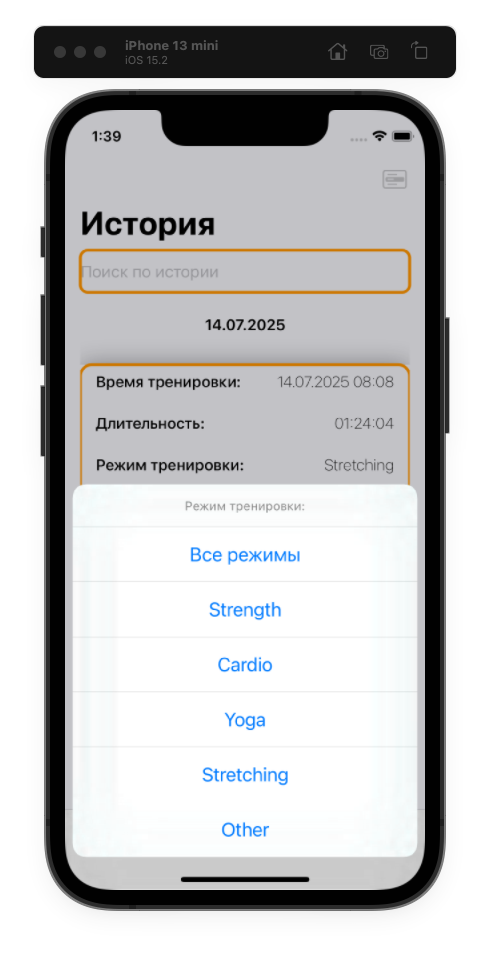 iPhone 13 mini
iOS 15.2
1:39
История
Поиск по истории
14.07.2025
Время тренировки: 14.07.2025 08:08
Длительность: 01:24:04
Режим тренировки: Stretching
Режим тренировки:
Все режимы
Strength
Cardio
Yoga
Stretching
Other